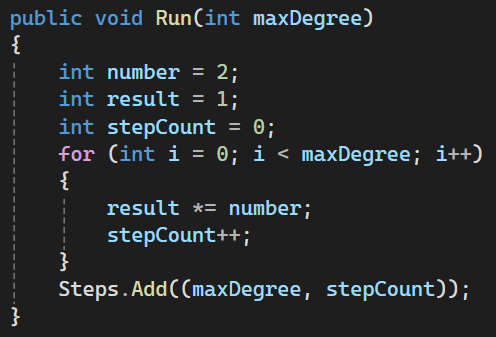 public void Run(int maxDegree)
{
    int number = 2;
    int result = 1;
    int stepCount = 0;
    for (int i = 0; i < maxDegree; i++)
    {
        result *= number;
        stepCount++;
    }
    Steps.Add((maxDegree, stepCount));
}